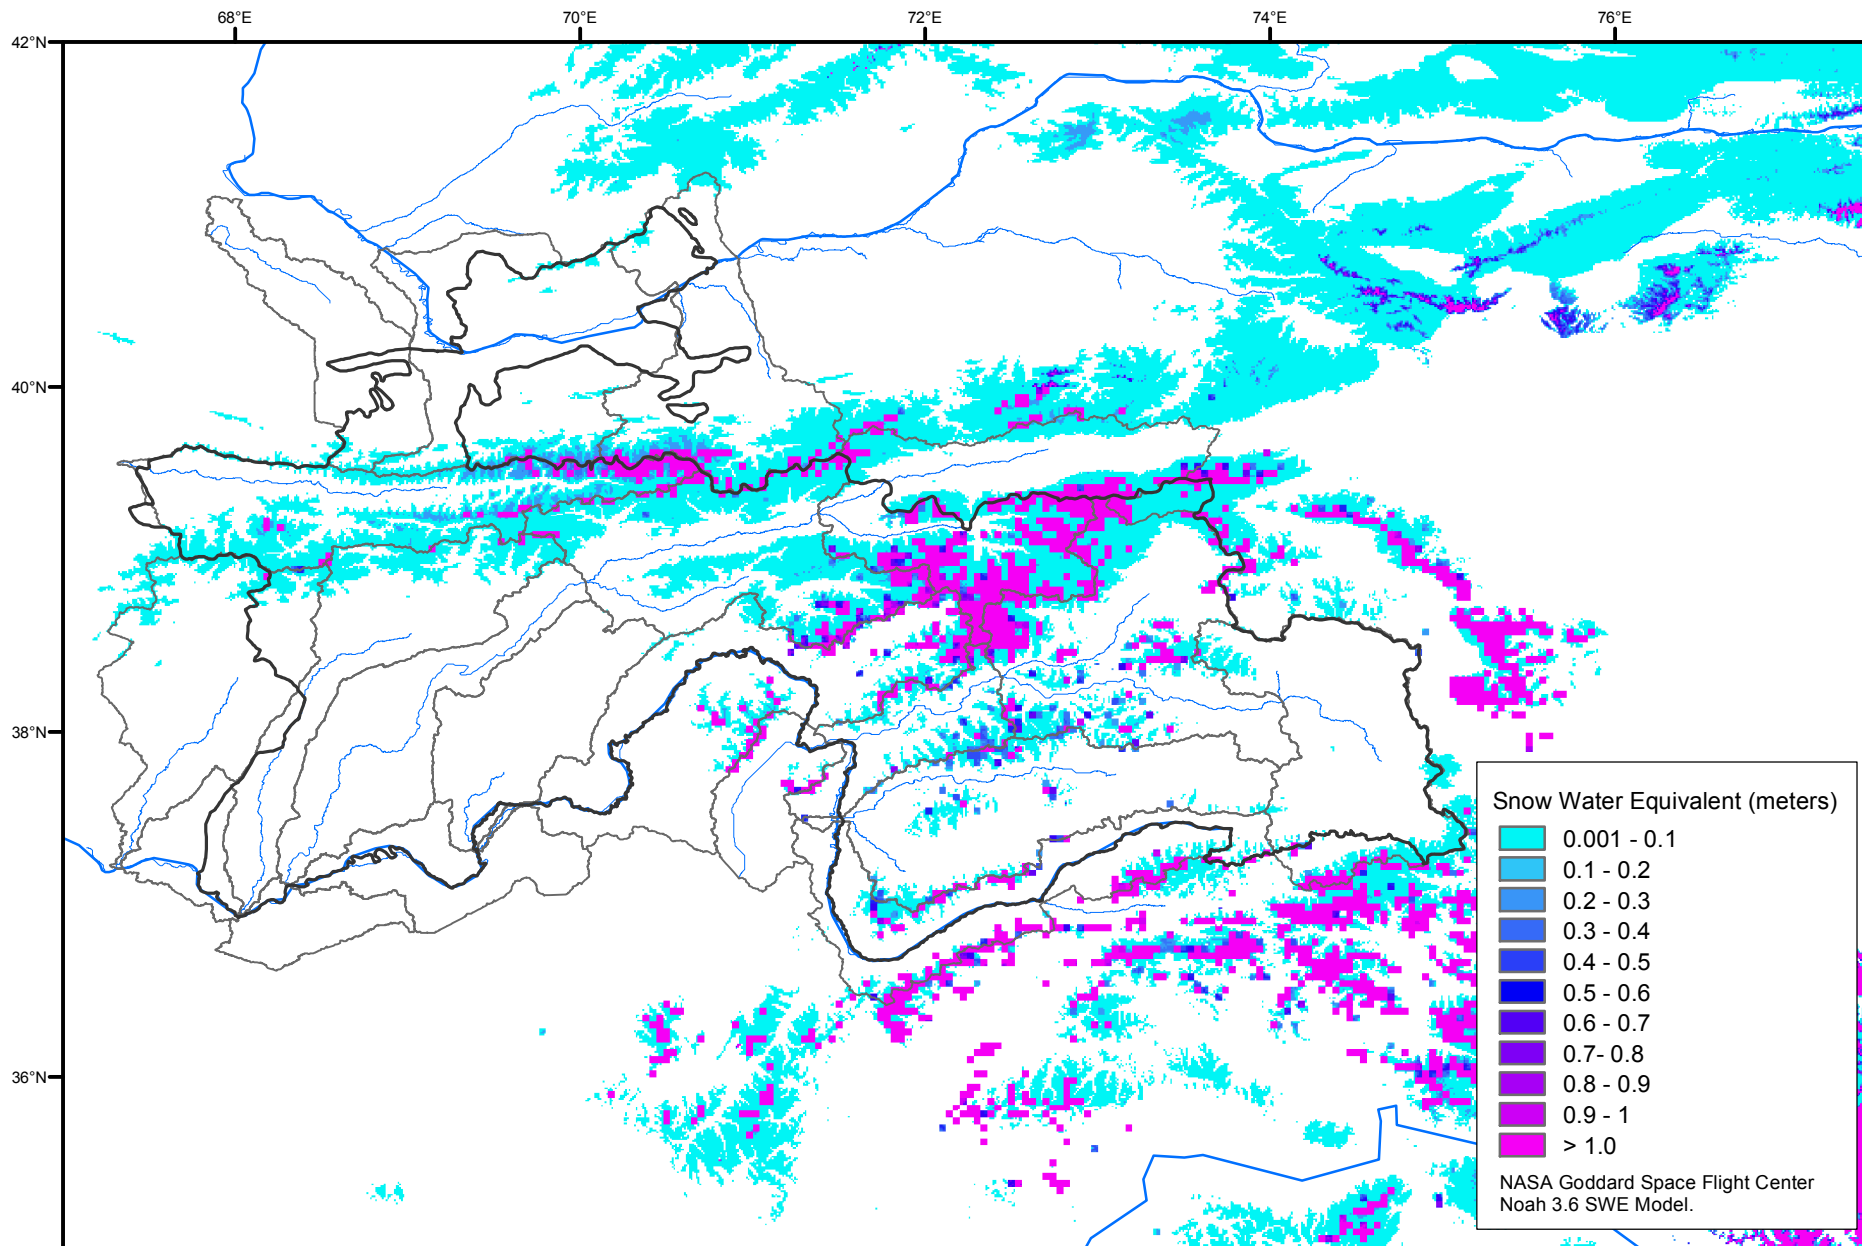 68°E 70°E 72°E 74°E 76°E
42°N
40°N
38°N
36°N
Snow Water Equivalent (meters)
0.001 - 0.1
0.1 - 0.2
0.2 - 0.3
0.3 - 0.4
0.4 - 0.5
0.5 - 0.6
0.6 - 0.7
0.7- 0.8
0.8 - 0.9
0.9 - 1
> 1.0
NASA Goddard Space Flight Center
Noah 3.6 SWE Model.